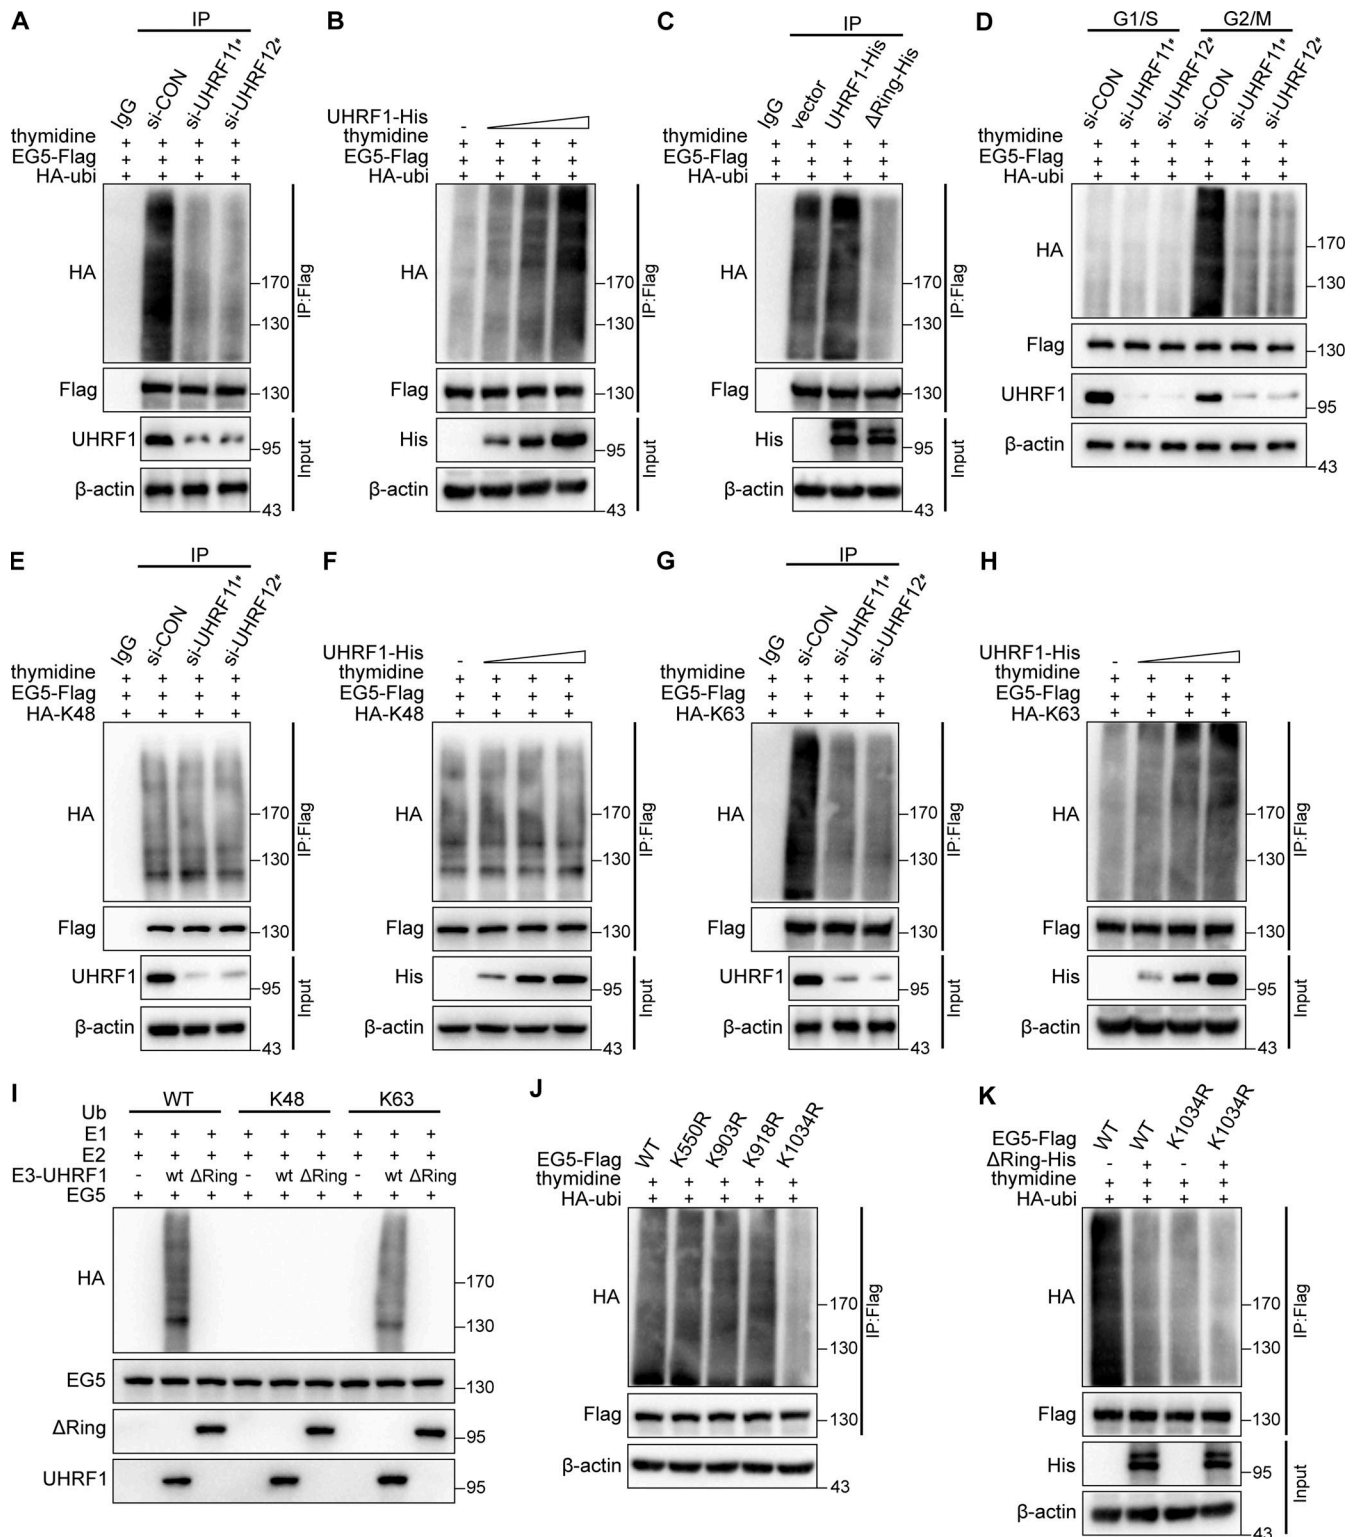 A
IP
IgG
si-CON
si-UHRF11#
si-UHRF12#
thymidine + + + +
EG5-Flag + + + +
HA-ubi + + + +
HA
170
130
IP:Flag
Flag
130
UHRF1
95
Input
β-actin
43
B
UHRF1-His -
thymidine + + + +
EG5-Flag + + + +
HA-ubi + + + +
HA
170
130
IP:Flag
Flag
130
His
95
Input
β-actin
43
C
IP
IgG
vector
UHRF1-His
ΔRing-His
thymidine + + + +
EG5-Flag + + + +
HA-ubi + + + +
HA
170
130
IP:Flag
Flag
130
His
95
Input
β-actin
43
D
G1/S G2/M
si-CON
si-UHRF11#
si-UHRF12#
si-CON
si-UHRF11#
si-UHRF12#
thymidine + + + + + +
EG5-Flag + + + + + +
HA-ubi + + + + + +
HA
170
130
Flag
130
UHRF1
95
β-actin
43
E
IP
IgG
si-CON
si-UHRF11#
si-UHRF12#
thymidine + + + +
EG5-Flag + + + +
HA-K48 + + + +
HA
170
130
IP:Flag
Flag
130
UHRF1
95
Input
β-actin
43
F
UHRF1-His -
thymidine + + + +
EG5-Flag + + + +
HA-K48 + + + +
HA
170
130
IP:Flag
Flag
130
His
95
Input
β-actin
43
G
IP
IgG
si-CON
si-UHRF11#
si-UHRF12#
thymidine + + + +
EG5-Flag + + + +
HA-K63 + + + +
HA
170
130
IP:Flag
Flag
130
UHRF1
95
Input
β-actin
43
H
UHRF1-His -
thymidine + + + +
EG5-Flag + + + +
HA-K63 + + + +
HA
170
130
IP:Flag
Flag
130
His
95
Input
β-actin
43
I
Ub WT K48 K63
E1 + + + + + + + + +
E2 + + + + + + + + +
E3-UHRF1 - wt ΔRing - wt ΔRing - wt ΔRing
EG5 + + + + + + + + +
HA
170
130
EG5
130
ΔRing
95
UHRF1
95
J
EG5-Flag WT K550R K903R K918R K1034R
thymidine + + + + +
HA-ubi + + + + +
HA
170
130
IP:Flag
Flag
130
β-actin
43
K
EG5-Flag WT WT K1034R K1034R
ΔRing-His - + - +
thymidine + + + +
HA-ubi + + + +
HA
170
130
IP:Flag
Flag
130
His
95
Input
β-actin
43